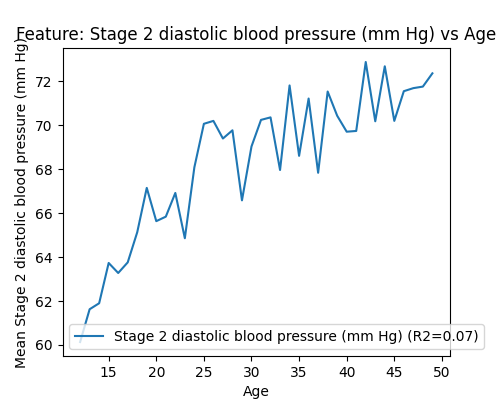 Feature: Stage 2 diastolic blood pressure (mm Hg) vs Age
Mean Stage 2 diastolic blood pressure (mm Hg)
72
70
68
66
64
62
60
Stage 2 diastolic blood pressure (mm Hg) (R2=0.07)
15 20 25 30 35 40 45 50
Age